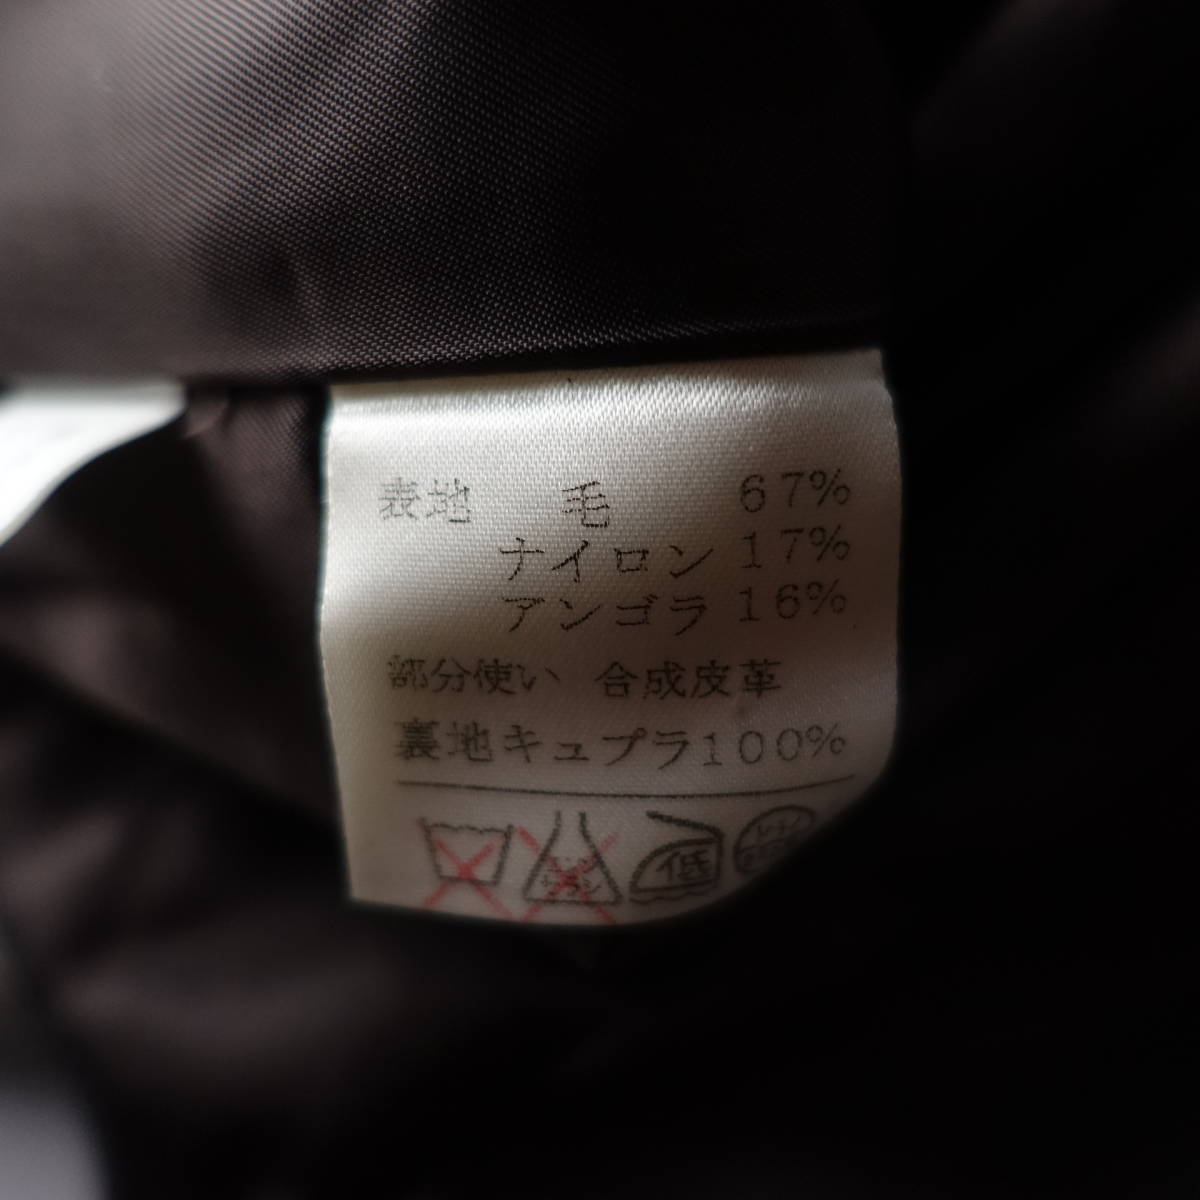 表地 毛 67%
ナイロン 17%
アンゴラ 16%
部分使い 合成皮革
裏地キュプラ100%
低